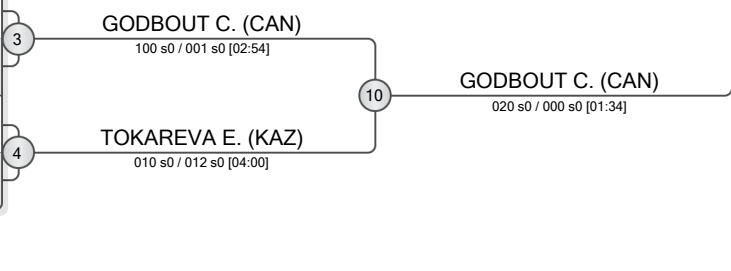 GODBOUT C. (CAN)
3
100 s0 / 001 s0 [02:54]
GODBOUT C. (CAN)
10
020 s0 / 000 s0 [01:34]
TOKAREVA E. (KAZ)
4
010 s0 / 012 s0 [04:00]